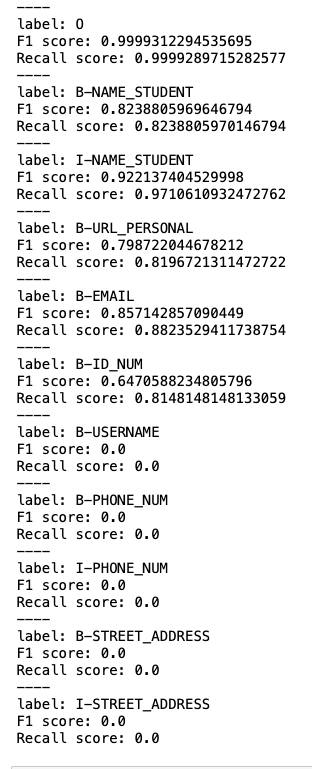 ----
label: O
F1 score: 0.9999312294535695
Recall score: 0.9999289715282577
----
label: B-NAME_STUDENT
F1 score: 0.8238805969646794
Recall score: 0.8238805970146794
----
label: I-NAME_STUDENT
F1 score: 0.922137404529998
Recall score: 0.9710610932472762
----
label: B-URL_PERSONAL
F1 score: 0.798722044678212
Recall score: 0.8196721311472722
----
label: B-EMAIL
F1 score: 0.857142857090449
Recall score: 0.8823529411738754
----
label: B-ID_NUM
F1 score: 0.6470588234805796
Recall score: 0.8148148148133059
----
label: B-USERNAME
F1 score: 0.0
Recall score: 0.0
----
label: B-PHONE_NUM
F1 score: 0.0
Recall score: 0.0
----
label: I-PHONE_NUM
F1 score: 0.0
Recall score: 0.0
----
label: B-STREET_ADDRESS
F1 score: 0.0
Recall score: 0.0
----
label: I-STREET_ADDRESS
F1 score: 0.0
Recall score: 0.0